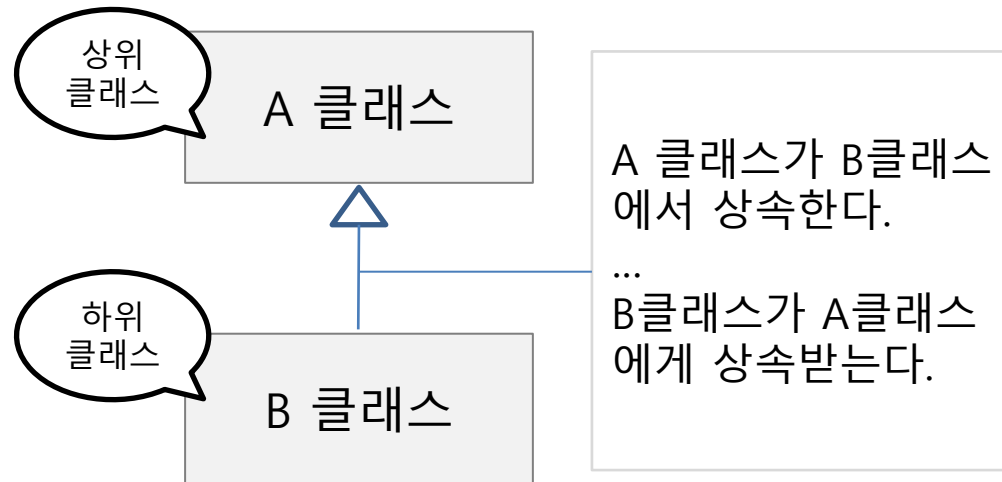 상위
클래스
A 클래스
A 클래스가 B클래스
에서 상속한다.
...
B클래스가 A클래스
에게 상속받는다.
하위
클래스
B 클래스